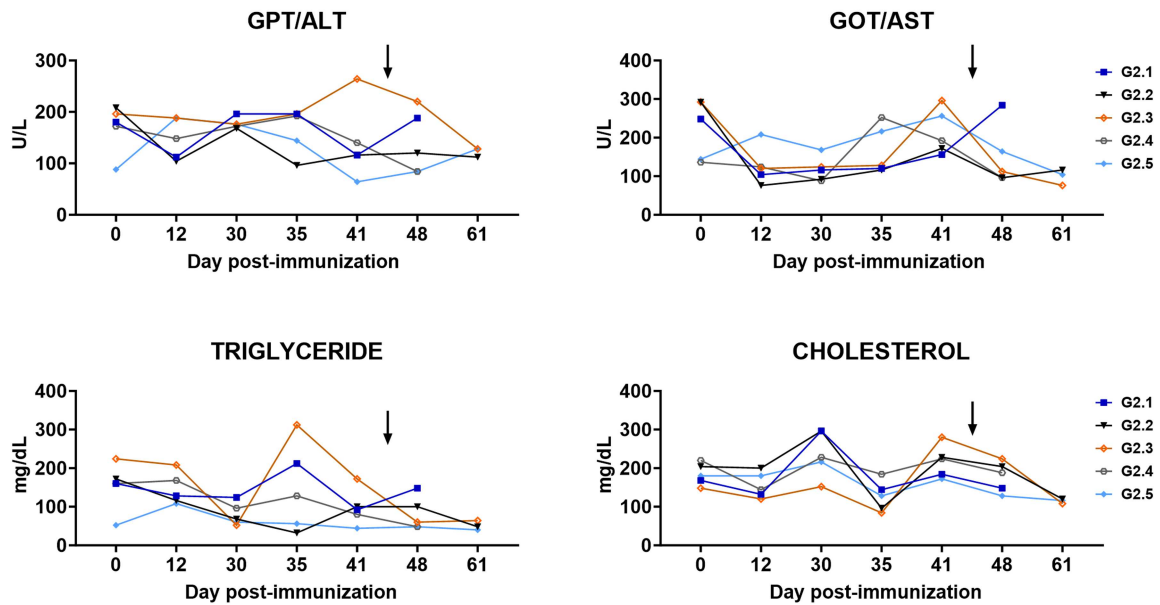 GPT/ALT
300
200
100
0
U/L
0 12 30 35 41 48 61
Day post-immunization
GOT/AST
400
300
200
100
0
U/L
0 12 30 35 41 48 61
Day post-immunization
G2.1
G2.2
G2.3
G2.4
G2.5
TRIGLYCERIDE
400
300
200
100
0
mg/dL
0 12 30 35 41 48 61
Day post-immunization
CHOLESTEROL
400
300
200
100
0
mg/dL
0 12 30 35 41 48 61
Day post-immunization
G2.1
G2.2
G2.3
G2.4
G2.5